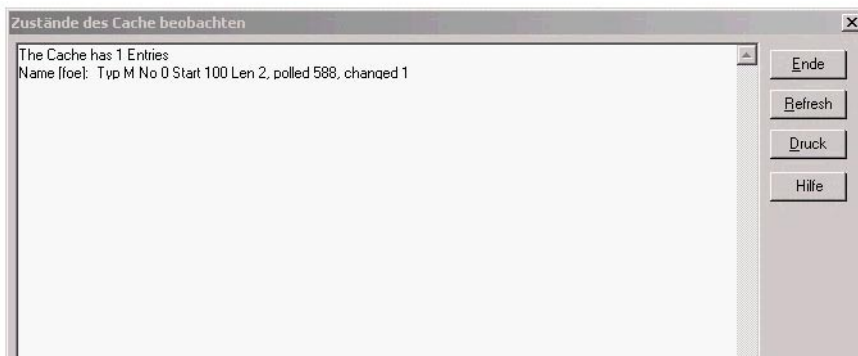 Zustände des Cache beobachten
The Cache has 1 Entries
Name [foe]: Typ M No 0 Start 100 Len 2, polled 588, changed 1
Ende
Refresh
Druck
Hilfe